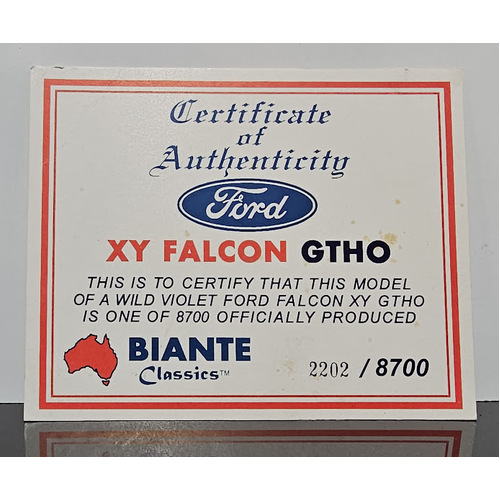 Certificate
of
Authenticity
Ford
XY FALCON GTHO
THIS IS TO CERTIFY THAT THIS MODEL
OF A WILD VIOLET FORD FALCON XY GTHO
IS ONE OF 8700 OFFICIALLY PRODUCED
BIANTE
Classics™
2202 / 8700